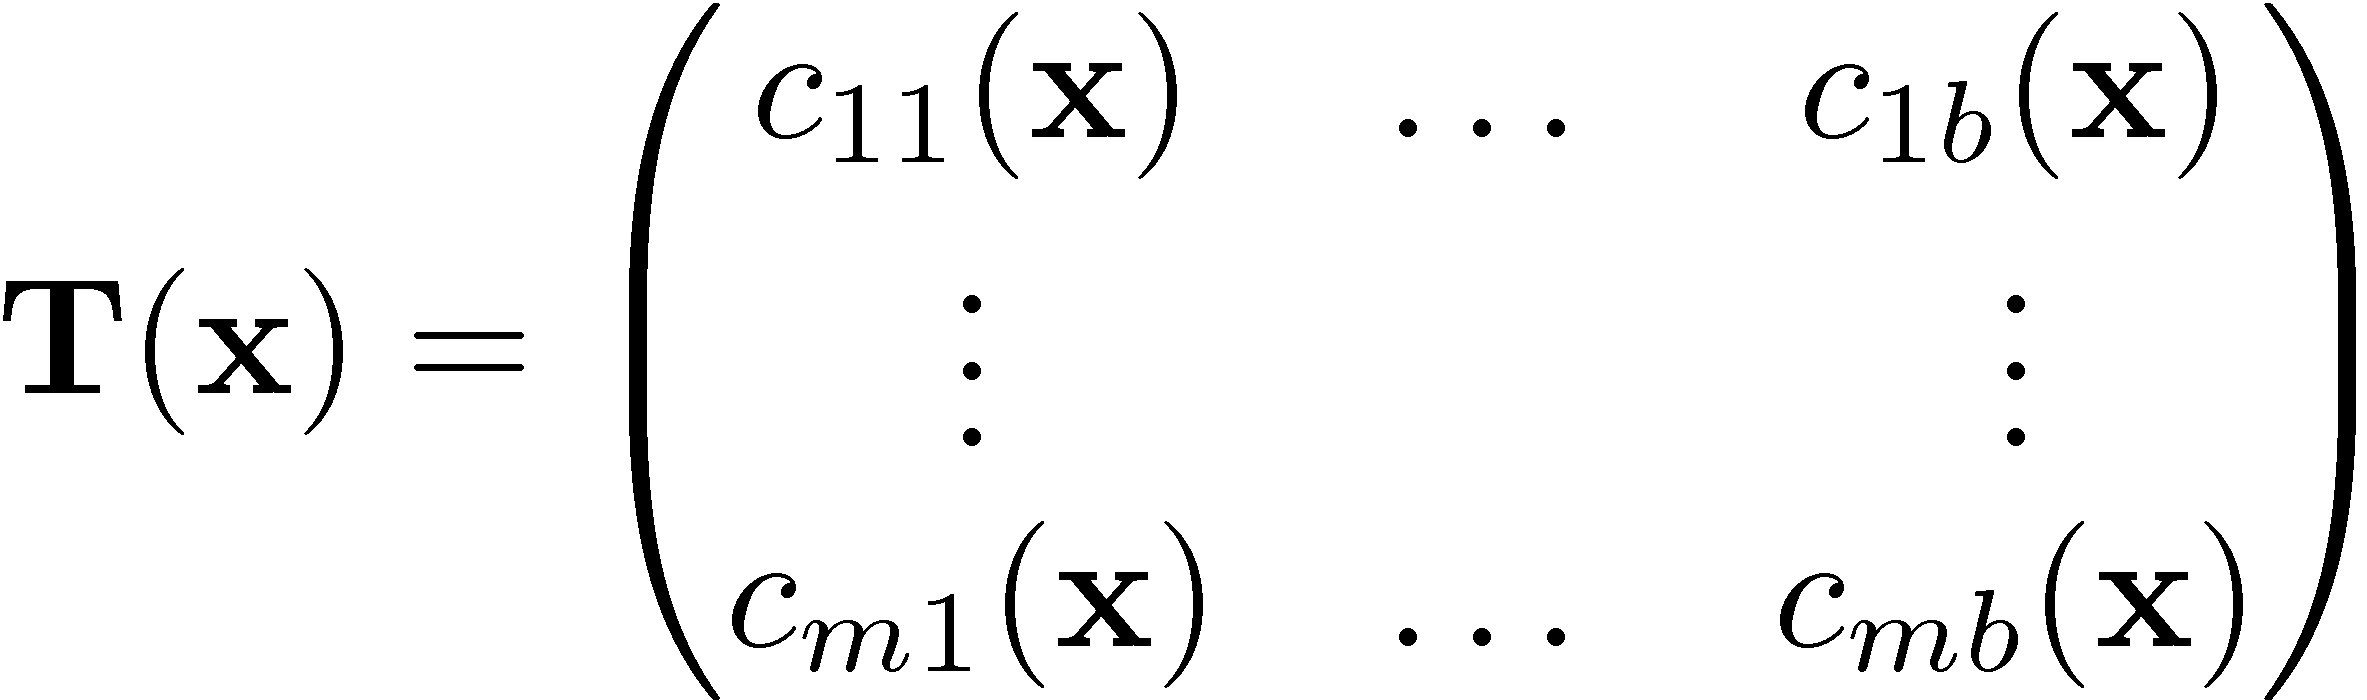 c₁₁(𝐱) … c₁b(𝐱)
𝐓(𝐱) = ( ⋮ ⋮ )
cₘ₁(𝐱) … cₘb(𝐱)